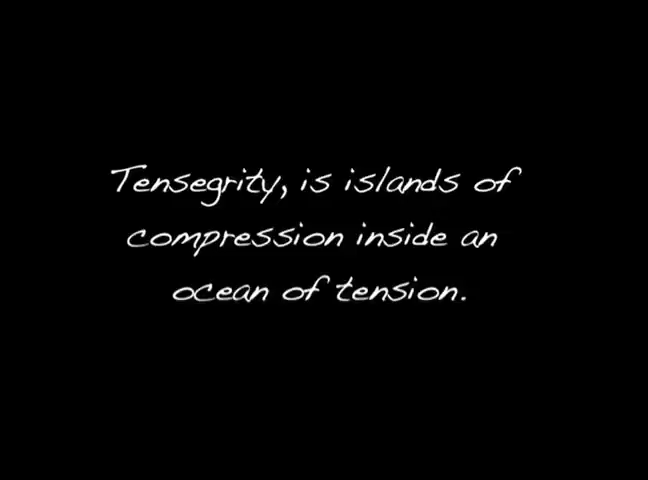 Tensegrity, is islands of
compression inside an
ocean of tension.